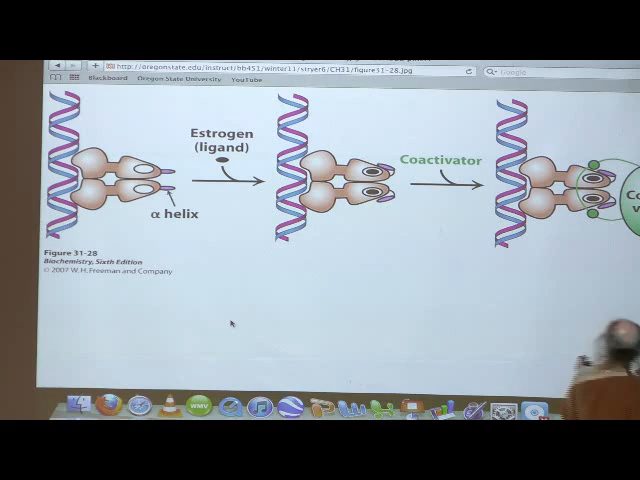 http://oregonstate.edu/instruct/bb451/winter11/stryer6/CH31/figure31-28.jpg
Google
Blackboard Oregon State University YouTube
Estrogen
(ligand)
Coactivator
α helix
Figure 31-28
Biochemistry, Sixth Edition
© 2007 W. H. Freeman and Company
WMV